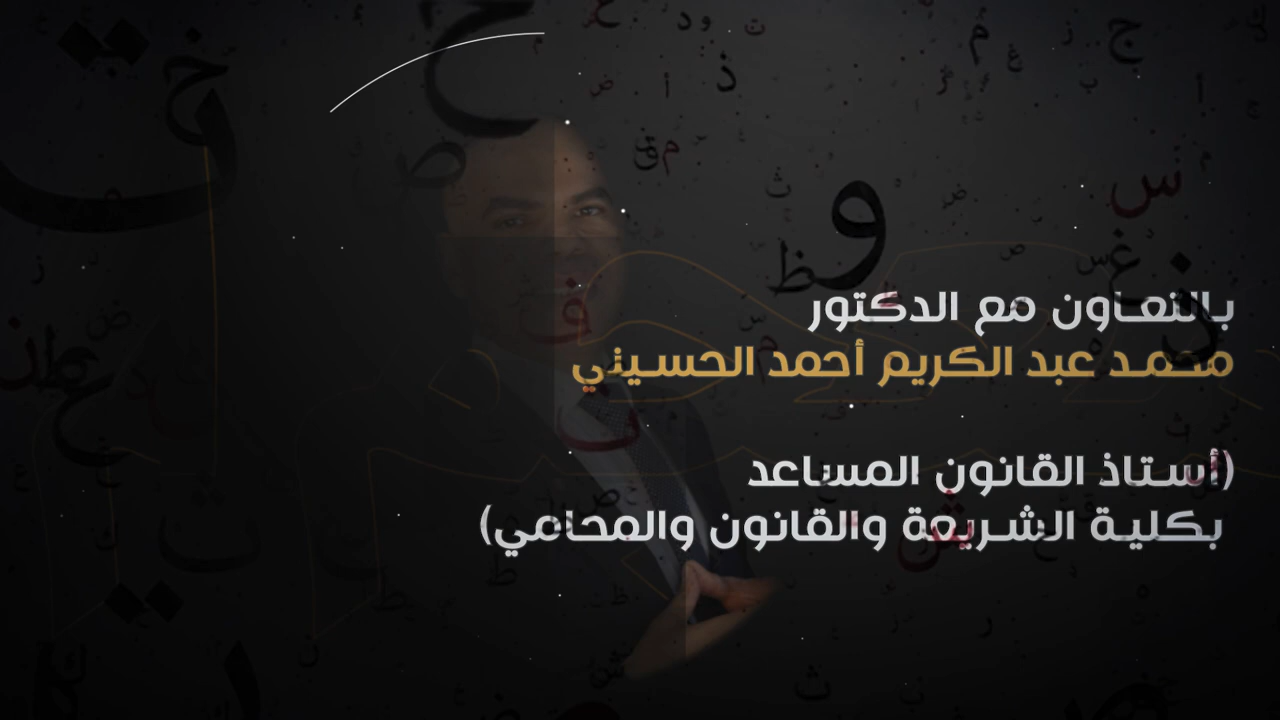 بالتعاون مع الدكتور
محمد عبد الكريم أحمد الحسيني
(أستاذ القانون المساعد
بكلية الشريعة والقانون والمحامي)